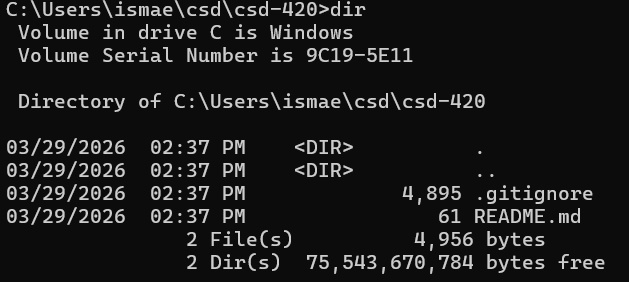 C:\Users\ismae\csd\csd-420>dir
 Volume in drive C is Windows
 Volume Serial Number is 9C19-5E11

 Directory of C:\Users\ismae\csd\csd-420

03/29/2026  02:37 PM    <DIR>          .
03/29/2026  02:37 PM    <DIR>          ..
03/29/2026  02:37 PM             4,895 .gitignore
03/29/2026  02:37 PM                61 README.md
               2 File(s)          4,956 bytes
               2 Dir(s)  75,543,670,784 bytes free